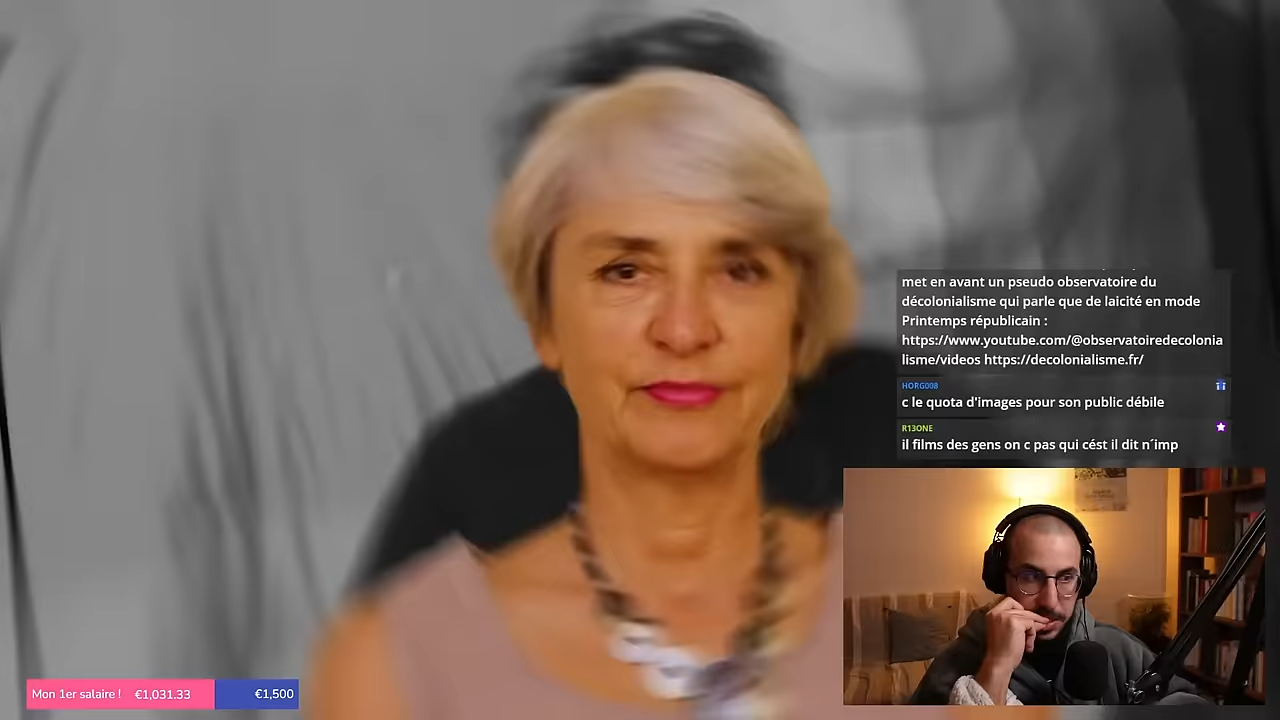 met en avant un pseudo observatoire du
décolonialisme qui parle que de laicité en mode
Printemps républicain :
https://www.youtube.com/@observatoiredecolonia
lisme/videos https://decolonialisme.fr/
HORG008
c le quota d'images pour son public débile
R13ONE
il films des gens on c pas qui cést il dit n´imp
Mon 1er salaire ! €1,031.33 €1,500